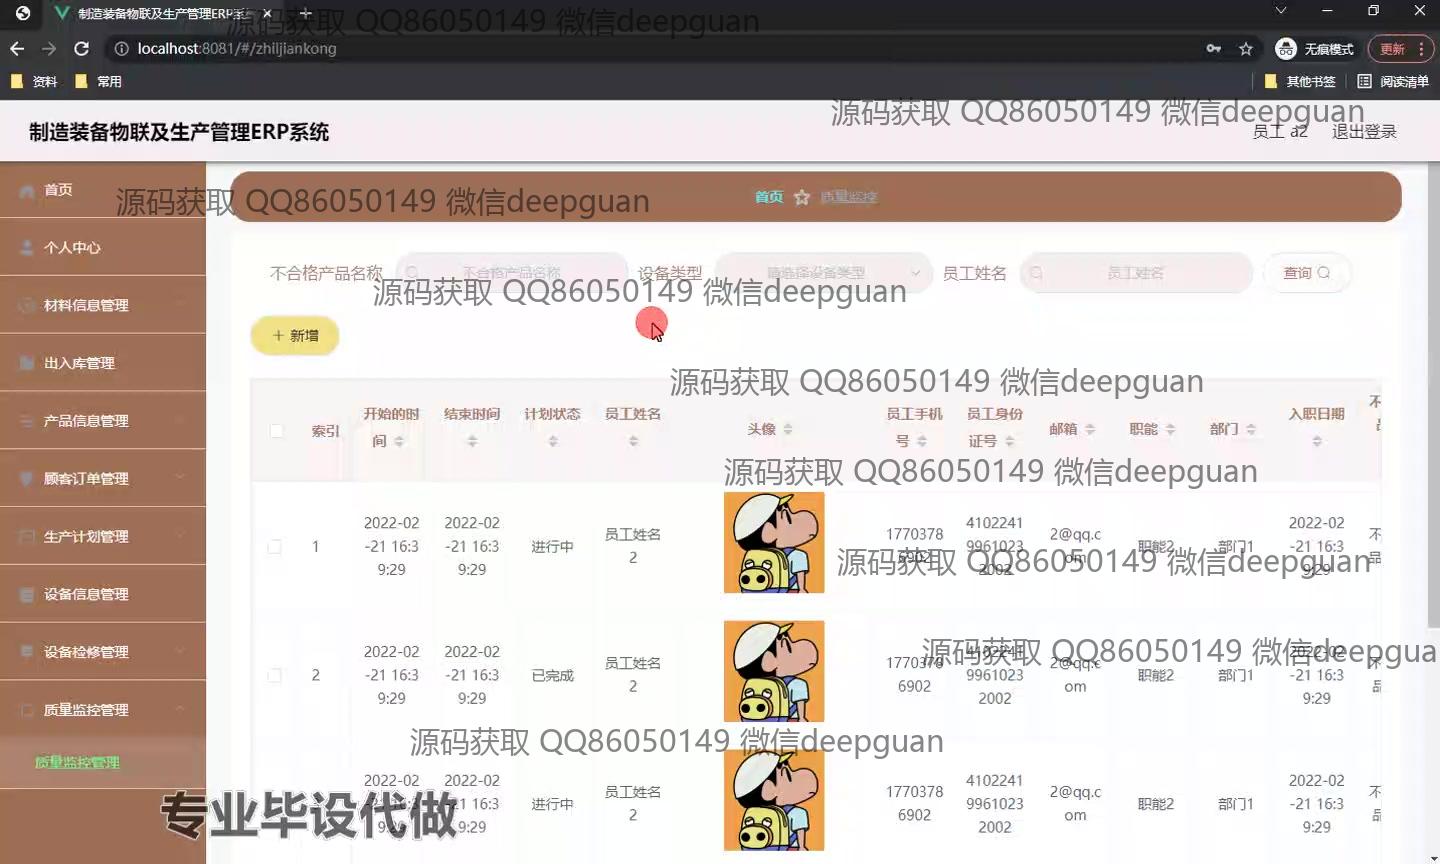 制造装备物联及生产管理ERP系统
localhost:8081/#/zhiljiankong
无痕模式
更新
资料
常用
其他书签
阅读清单
源码获取 QQ86050149 微信deepguan
源码获取 QQ86050149 微信deepguan
制造装备物联及生产管理ERP系统
员工 a2
退出登录
首页
个人中心
材料信息管理
出入库管理
产品信息管理
顾客订单管理
生产计划管理
设备信息管理
设备检修管理
质量监控管理
质量监控管理
源码获取 QQ86050149 微信deepguan
首页 质量监控
不合格产品名称 不合格产品名称 设备类型 请选择设备类型 员工姓名 员工姓名 查询
源码获取 QQ86050149 微信deepguan
+ 新增
源码获取 QQ86050149 微信deepguan
索引 开始的时间 结束时间 计划状态 员工姓名 头像 员工手机号 员工身份证号 邮箱 职能 部门 入职日期
源码获取 QQ86050149 微信deepguan
1 2022-02-21 16:39:29 2022-02-21 16:39:29 进行中 员工姓名2 17703786902 410224199610232002 2@qq.com 职能2 部门1 2022-02-21 16:39:29
源码获取 QQ86050149 微信deepguan
2 2022-02-21 16:39:29 2022-02-21 16:39:29 已完成 员工姓名2 17703786902 410224199610232002 2@qq.com 职能2 部门1 2022-02-21 16:39:29
源码获取 QQ86050149 微信deepgua
源码获取 QQ86050149 微信deepguan
2022-02-21 16:39:29 2022-02-21 16:39:29 进行中 员工姓名2 17703786902 410224199610232002 2@qq.com 职能2 部门1 2022-02-21 16:39:29
专业毕设代做